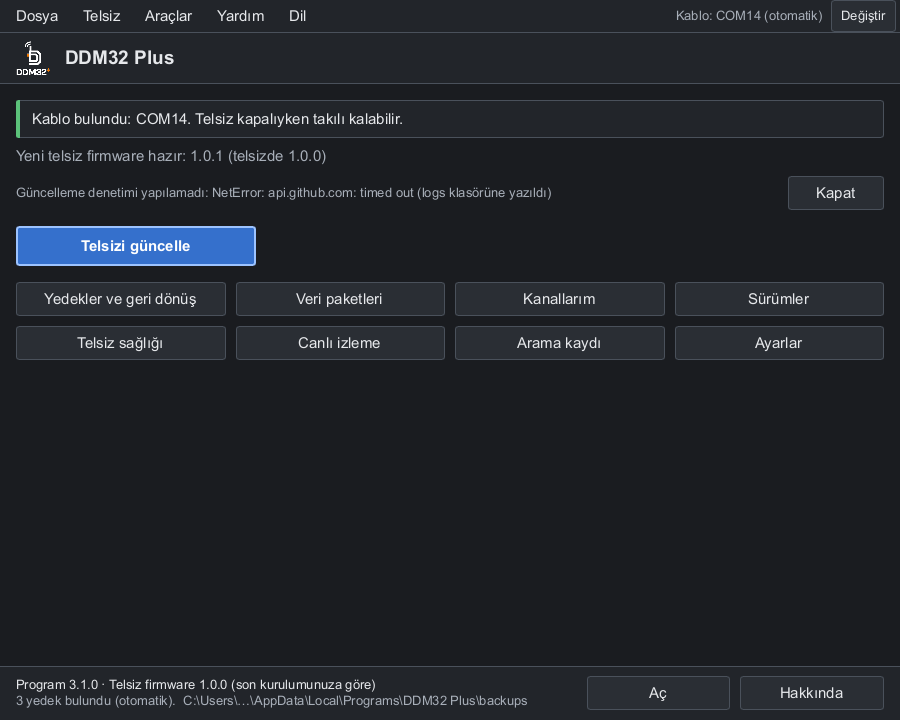 Dosya Telsiz Araçlar Yardım Dil Kablo: COM14 (otomatik) Değiştir
DDM32+ DDM32 Plus
Kablo bulundu: COM14. Telsiz kapalıyken takılı kalabilir.
Yeni telsiz firmware hazır: 1.0.1 (telsizde 1.0.0)
Güncelleme denetimi yapılamadı: NetError: api.github.com: timed out (logs klasörüne yazıldı) Kapat
Telsizi güncelle
Yedekler ve geri dönüş Veri paketleri Kanallarım Sürümler
Telsiz sağlığı Canlı izleme Arama kaydı Ayarlar
Program 3.1.0 · Telsiz firmware 1.0.0 (son kurulumunuza göre)
3 yedek bulundu (otomatik). C:\Users\...\AppData\Local\Programs\DDM32 Plus\backups
Aç Hakkında